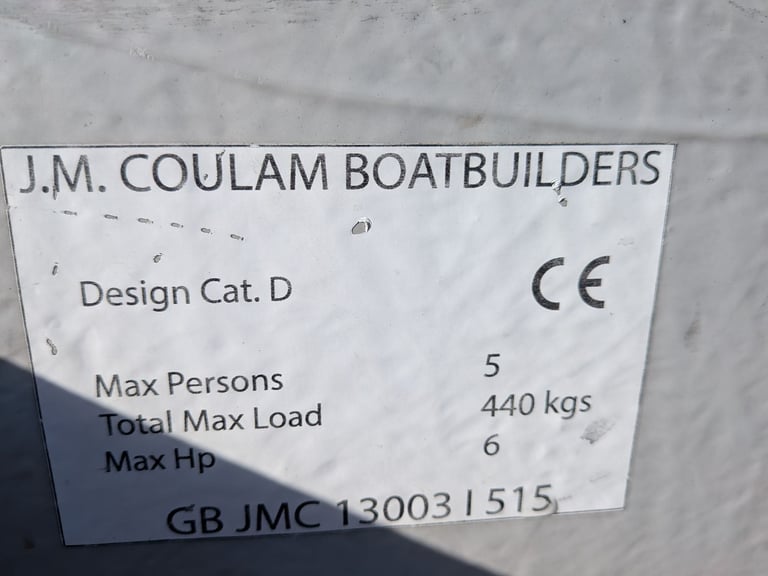 J.M. COULAM BOATBUILDERS
Design Cat. D CE
Max Persons 5
Total Max Load 440 kgs
Max Hp 6
GB JMC 13003 I 515